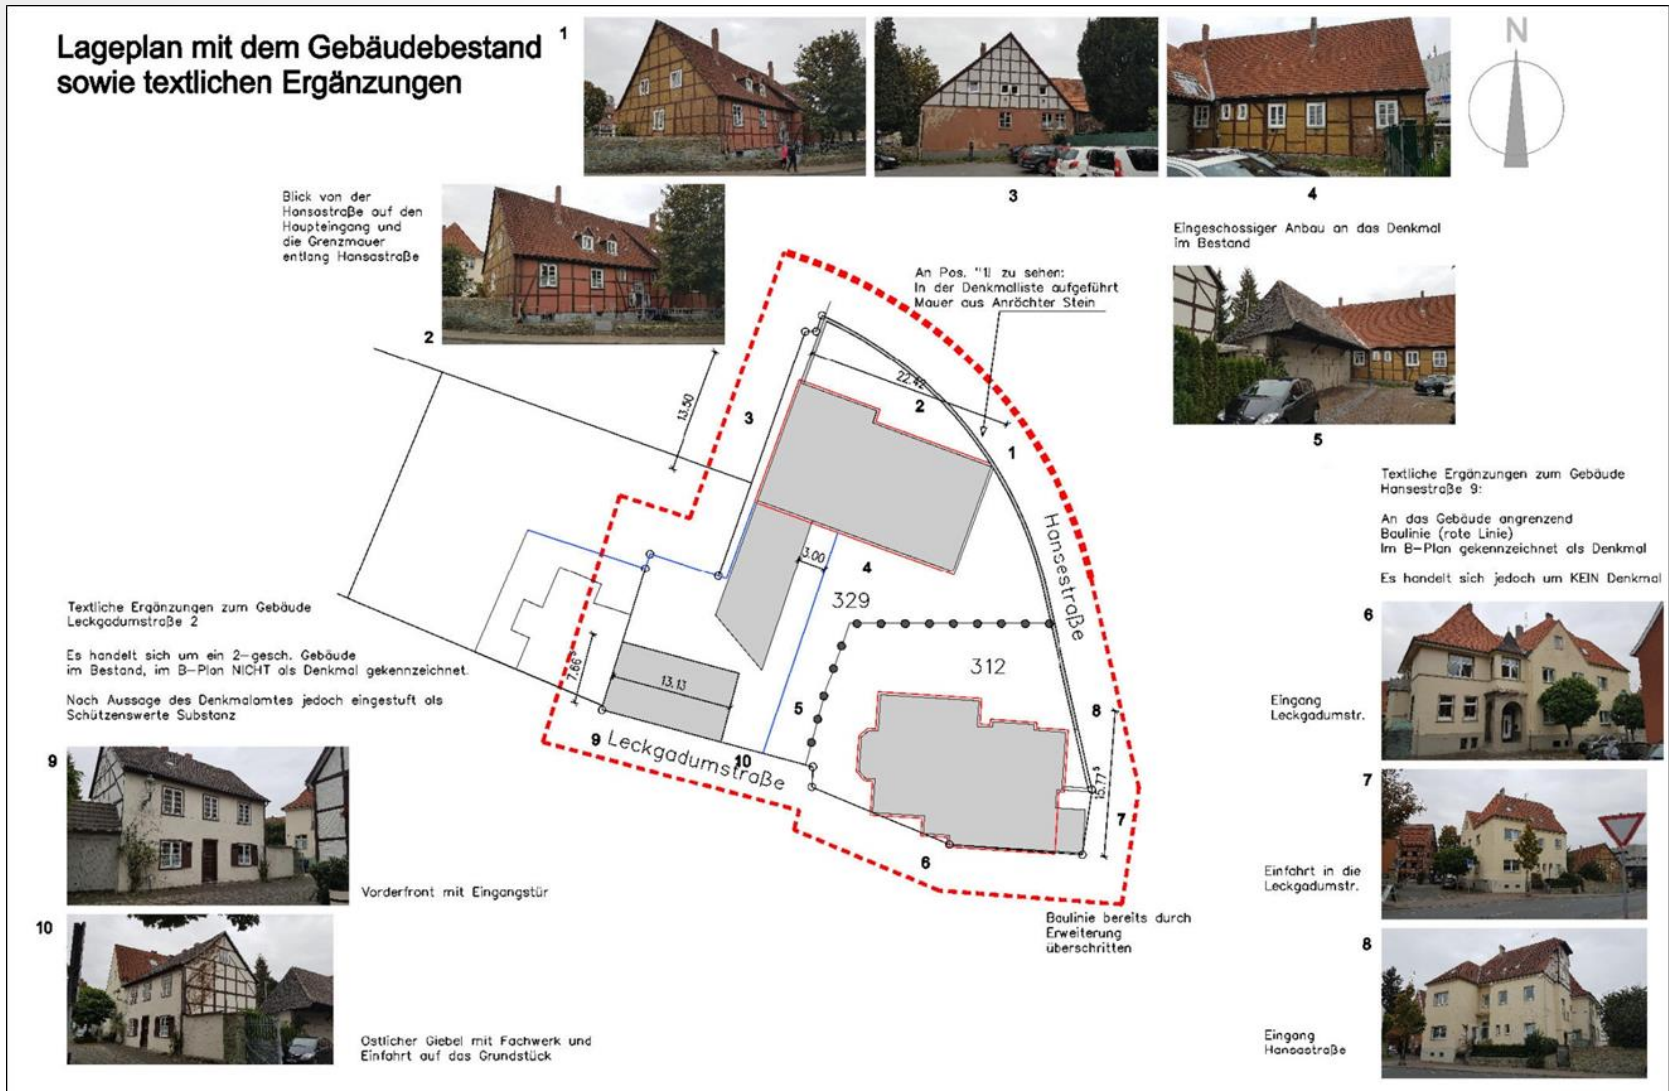 Lageplan mit dem Gebäudebestand
sowie textlichen Ergänzungen
1
3
4
N
Blick von der
Hansastraße auf den
Haupteingang und
die Grenzmauer
entlang Hansastraße
2
Eingeschossiger Anbau an das Denkmal
im Bestand
5
An Pos. "1! zu sehen:
In der Denkmalliste aufgeführt
Mauer aus Anröchter Stein
13.50
22.42
3
2
1
Hansestraße
3.00
4
329
312
7.66⁵
13.13
5
8
9
Leckgadumstraße
10
15.77⁵
7
6
Baulinie bereits durch
Erweiterung
überschritten
Textliche Ergänzungen zum Gebäude
Hansestraße 9:
An das Gebäude angrenzend
Baulinie (rote Linie)
Im B-Plan gekennzeichnet als Denkmal
Es handelt sich jedoch um KEIN Denkmal
6
Eingang
Leckgadumstr.
7
Einfahrt in die
Leckgadumstr.
8
Eingang
Hansastraße
Textliche Ergänzungen zum Gebäude
Leckgadumstraße 2
Es handelt sich um ein 2-gesch. Gebäude
im Bestand, im B-Plan NICHT als Denkmal gekennzeichnet.
Nach Aussage des Denkmalamtes jedoch eingestuft als
Schützenswerte Substanz
9
Vorderfront mit Eingangstür
10
Östlicher Giebel mit Fachwerk und
Einfahrt auf das Grundstück